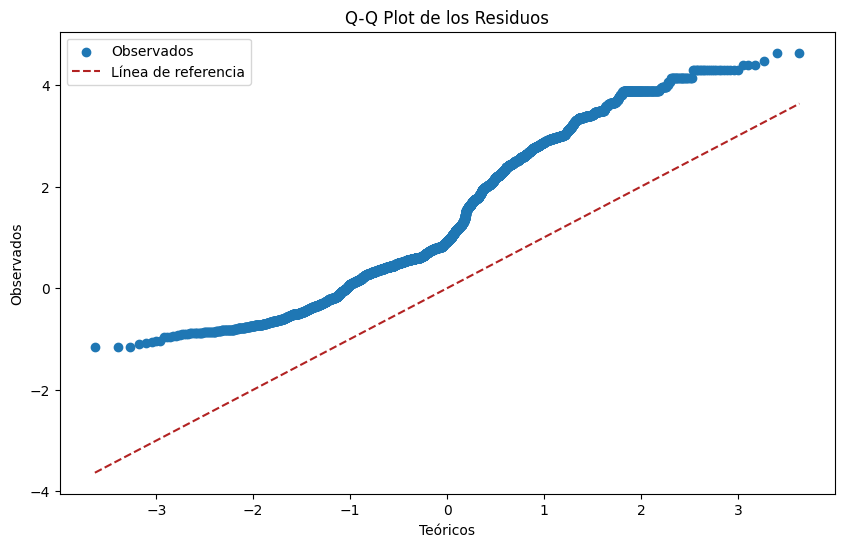 Q-Q Plot de los Residuos
Observados
Línea de referencia
Observados
4
2
0
−2
−4
−3
−2
−1
0
1
2
3
Teóricos